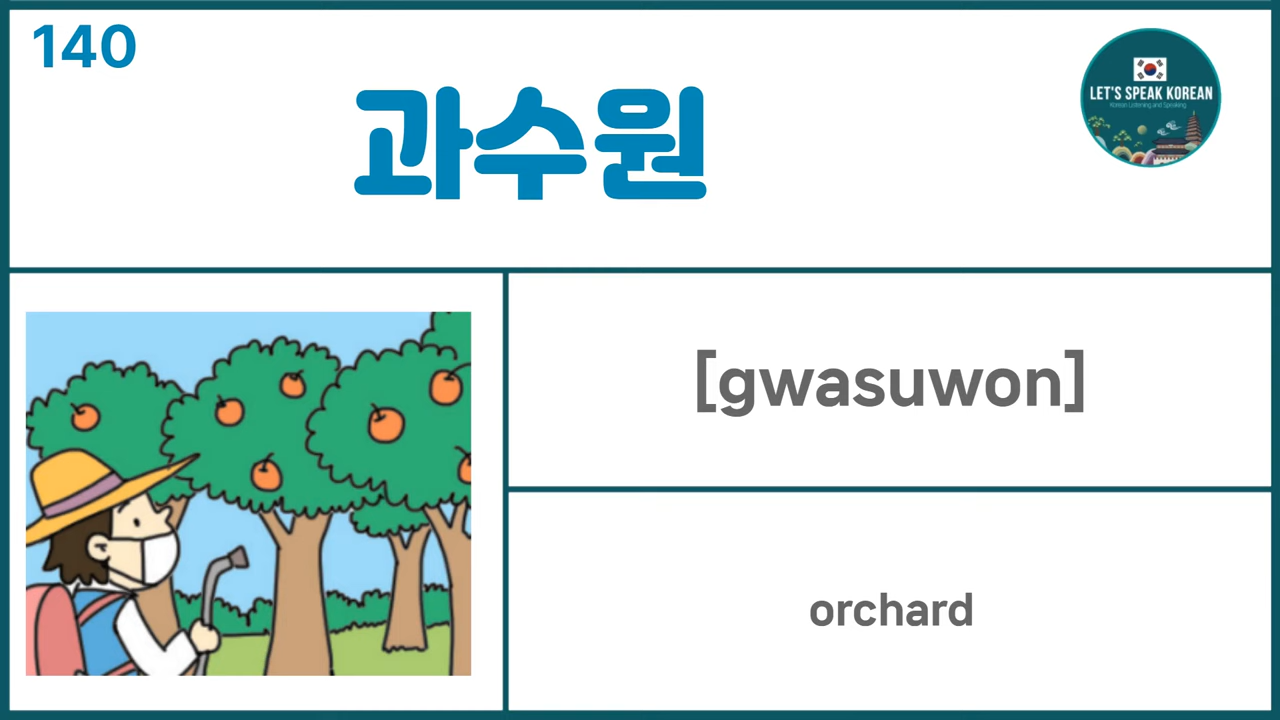 140
과수원
LET'S SPEAK KOREAN
Korean Listening and Speaking
[gwasuwon]
orchard